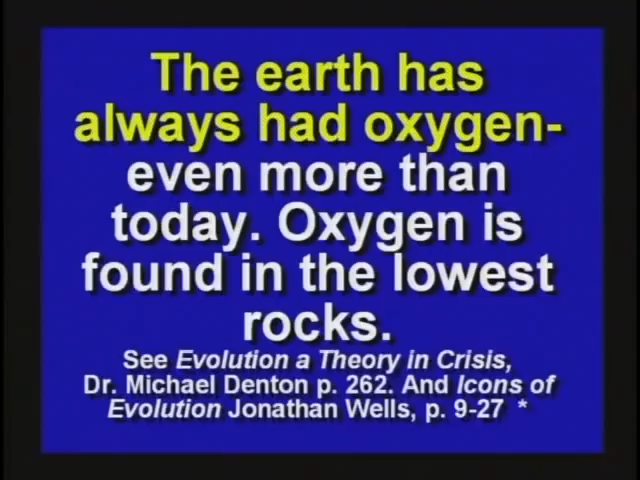 The earth has
always had oxygen-
even more than
today. Oxygen is
found in the lowest
rocks.
See Evolution a Theory in Crisis,
Dr. Michael Denton p. 262. And Icons of
Evolution Jonathan Wells, p. 9-27 *